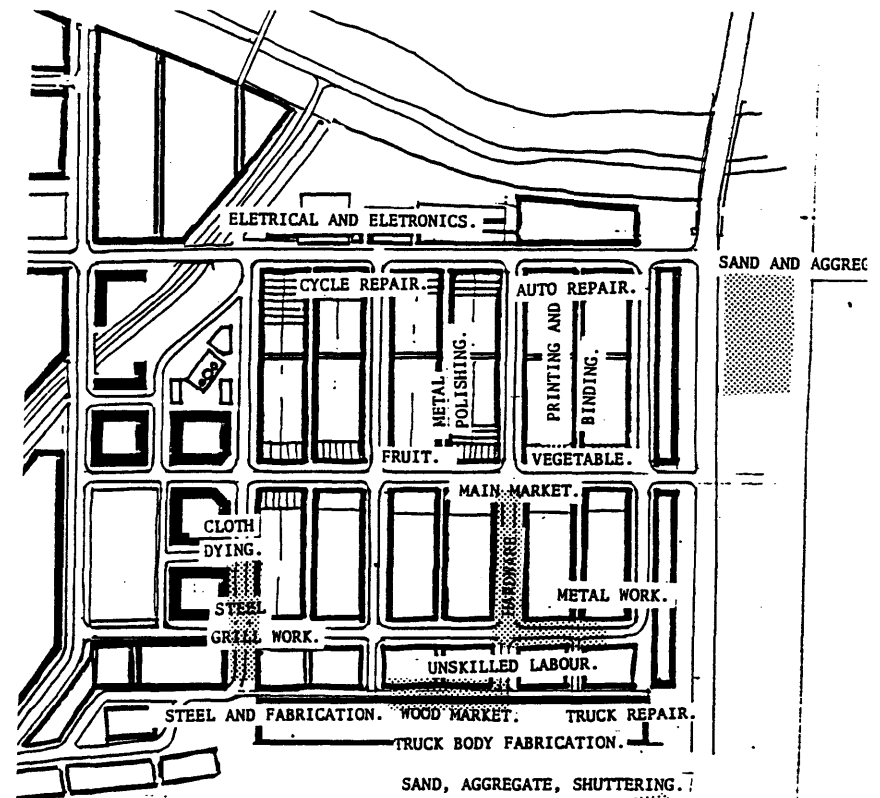 ELETRICAL AND ELETRONICS.
SAND AND AGGREG
CYCLE REPAIR.
AUTO REPAIR.
METAL
POLISHING.
PRINTING AND
BINDING.
FRUIT.
VEGETABLE.
MAIN MARKET.
CLOTH
DYING.
HARDWARE
METAL WORK.
STEEL
GRILL WORK.
UNSKILLED LABOUR.
STEEL AND FABRICATION.
WOOD MARKET.
TRUCK REPAIR.
TRUCK BODY FABRICATION.
SAND, AGGREGATE, SHUTTERING.